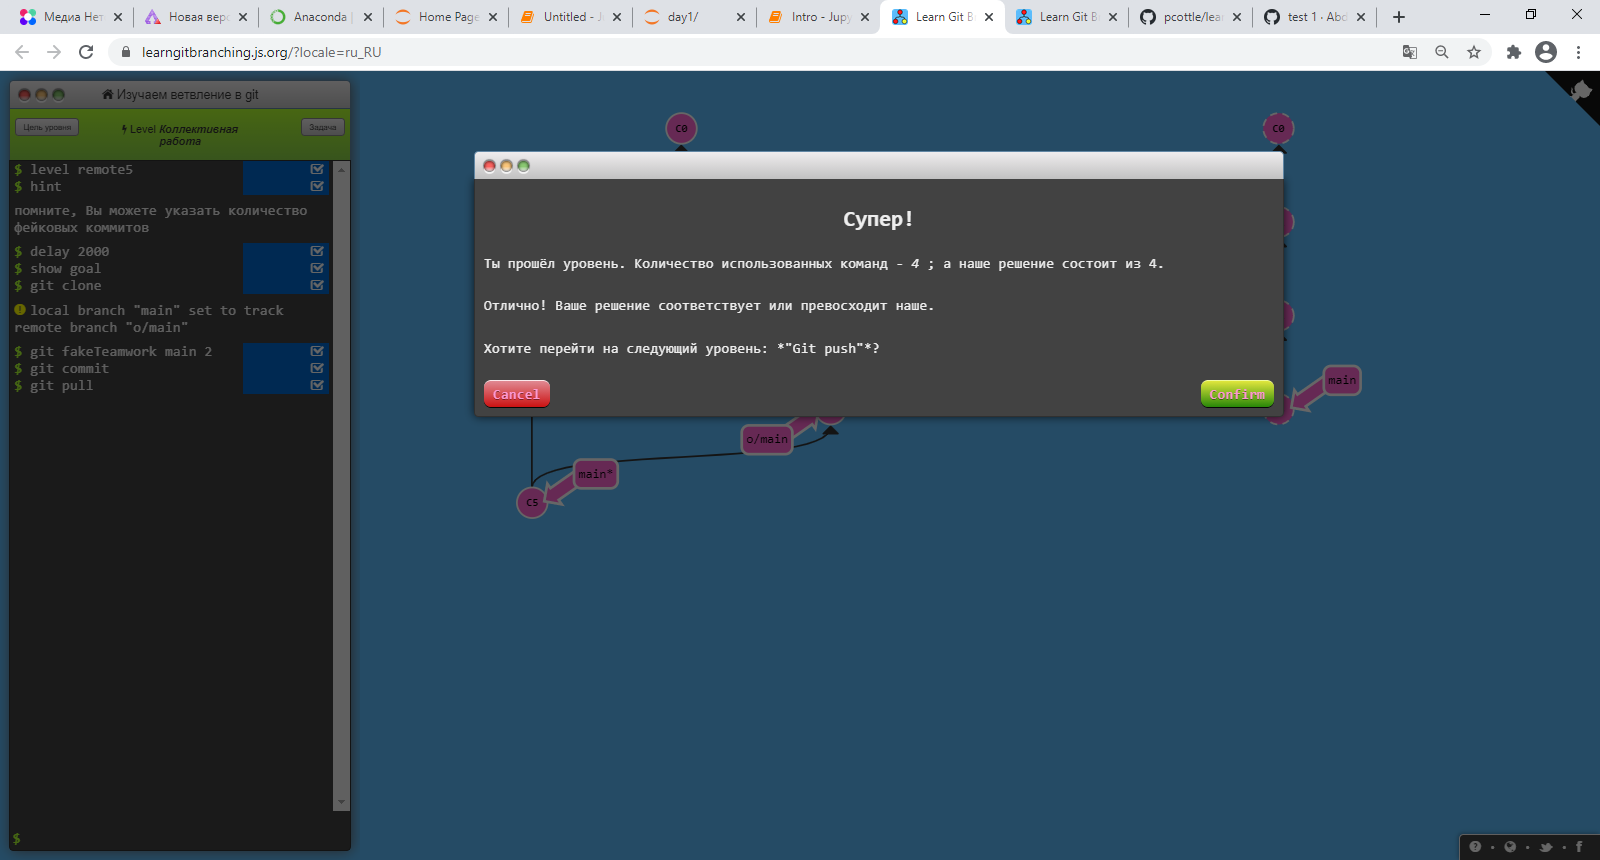 Медиа Нет
Новая верс
Anaconda |
Home Page
Untitled - J
day1/
Intro - Jupy
Learn Git B
Learn Git B
pcottle/lear
test 1 · Abd
learngitbranching.js.org/?locale=ru_RU
Изучаем ветвление в git
Цель уровня
Level Коллективная
работа
Задача
$ level remote5
$ hint
помните, Вы можете указать количество
фейковых коммитов
$ delay 2000
$ show goal
$ git clone
local branch "main" set to track
remote branch "o/main"
$ git fakeTeamwork main 2
$ git commit
$ git pull
$
C0
C0
Супер!
Ты прошёл уровень. Количество использованных команд - 4 ; а наше решение состоит из 4.
Отлично! Ваше решение соответствует или превосходит наше.
Хотите перейти на следующий уровень: *"Git push"*?
Cancel
Confirm
main
o/main
main*
C5